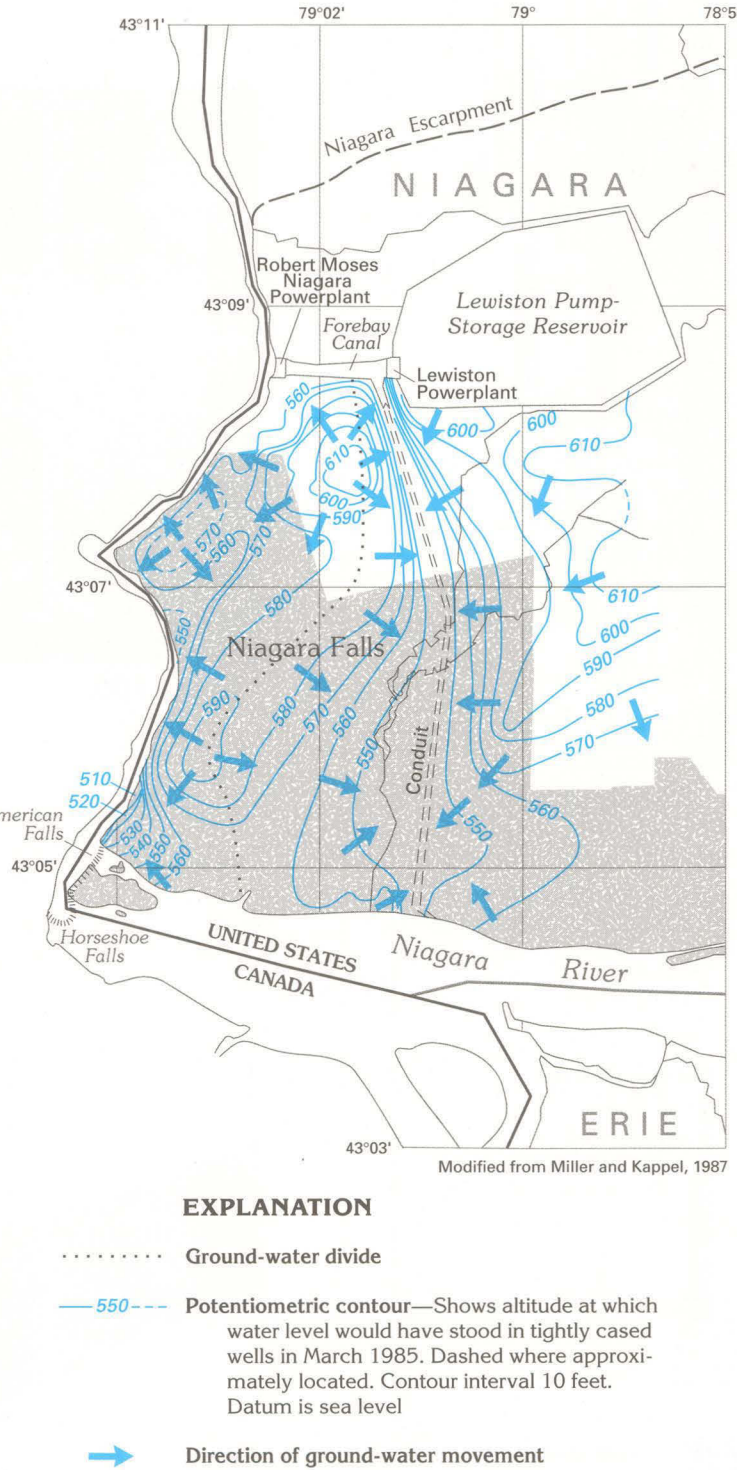 79°02'
79°
78°5
43°11'
Niagara Escarpment
NIAGARA
Robert Moses
Niagara
Powerplant
43°09'
Forebay
Canal
Lewiston Pump-
Storage Reservoir
Lewiston
Powerplant
560
600
600
610
610
600
590
570
560
570
43°07'
580
610
550
600
Niagara Falls
590
590
580
580
570
570
560
550
Conduit
510
520
560
merican
Falls
530
540
550
560
550
43°05'
Horseshoe
Falls
UNITED STATES
CANADA
Niagara River
ERIE
43°03'
Modified from Miller and Kappel, 1987
EXPLANATION
Ground-water divide
550 Potentiometric contour—Shows altitude at which
water level would have stood in tightly cased
wells in March 1985. Dashed where approxi-
mately located. Contour interval 10 feet.
Datum is sea level
Direction of ground-water movement